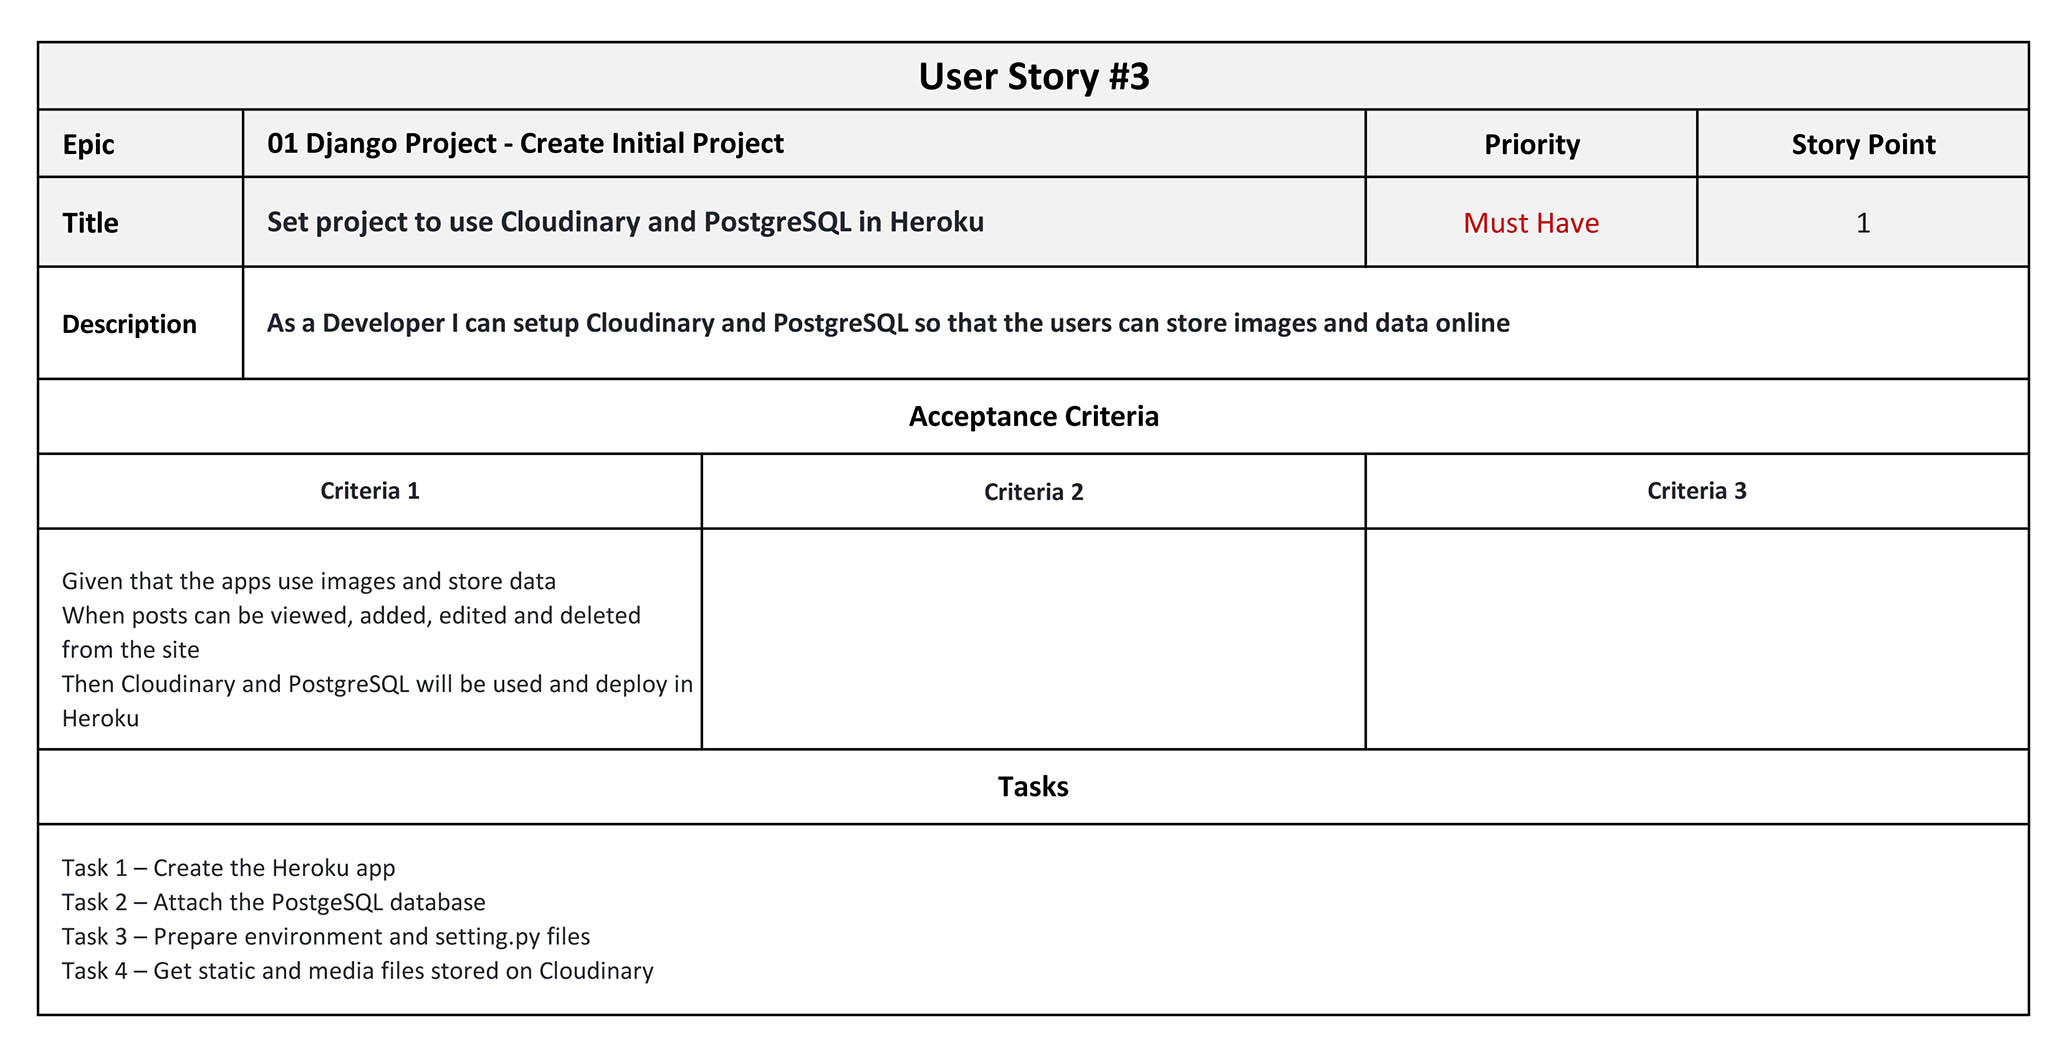 User Story #3
Epic
01 Django Project - Create Initial Project
Priority
Story Point
Title
Set project to use Cloudinary and PostgreSQL in Heroku
Must Have
1
Description
As a Developer I can setup Cloudinary and PostgreSQL so that the users can store images and data online
Acceptance Criteria
Criteria 1
Criteria 2
Criteria 3
Given that the apps use images and store data
When posts can be viewed, added, edited and deleted
from the site
Then Cloudinary and PostgreSQL will be used and deploy in
Heroku
Tasks
Task 1 – Create the Heroku app
Task 2 – Attach the PostgeSQL database
Task 3 – Prepare environment and setting.py files
Task 4 – Get static and media files stored on Cloudinary